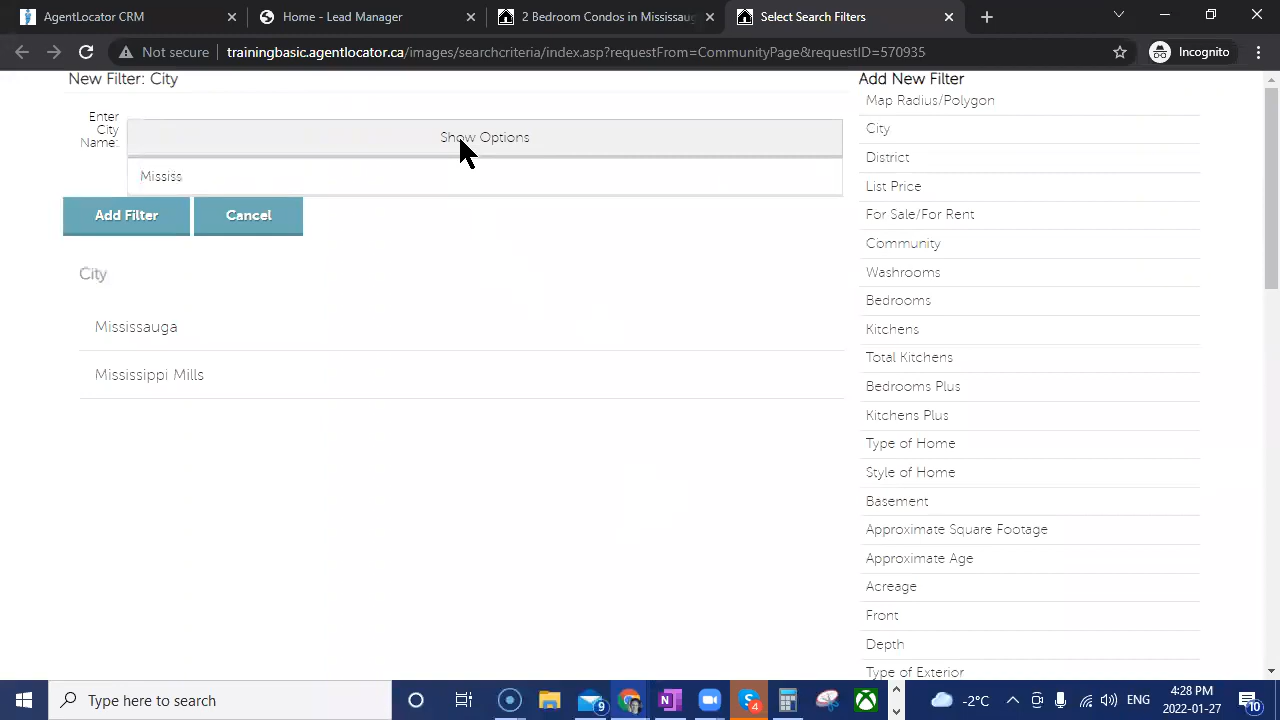 AgentLocator CRM
Home - Lead Manager
2 Bedroom Condos in Mississaug
Select Search Filters
Not secure
trainingbasic.agentlocator.ca/images/searchcriteria/index.asp?requestFrom=CommunityPage&requestID=570935
Incognito
New Filter: City
Enter
City
Name:
Show Options
Mississ
Add Filter
Cancel
City
Mississauga
Mississippi Mills
Add New Filter
Map Radius/Polygon
City
District
List Price
For Sale/For Rent
Community
Washrooms
Bedrooms
Kitchens
Total Kitchens
Bedrooms Plus
Kitchens Plus
Type of Home
Style of Home
Basement
Approximate Square Footage
Approximate Age
Acreage
Front
Depth
Type of Exterior
Type here to search
9
N
4
-2°C
ENG
4:28 PM
2022-01-27
10